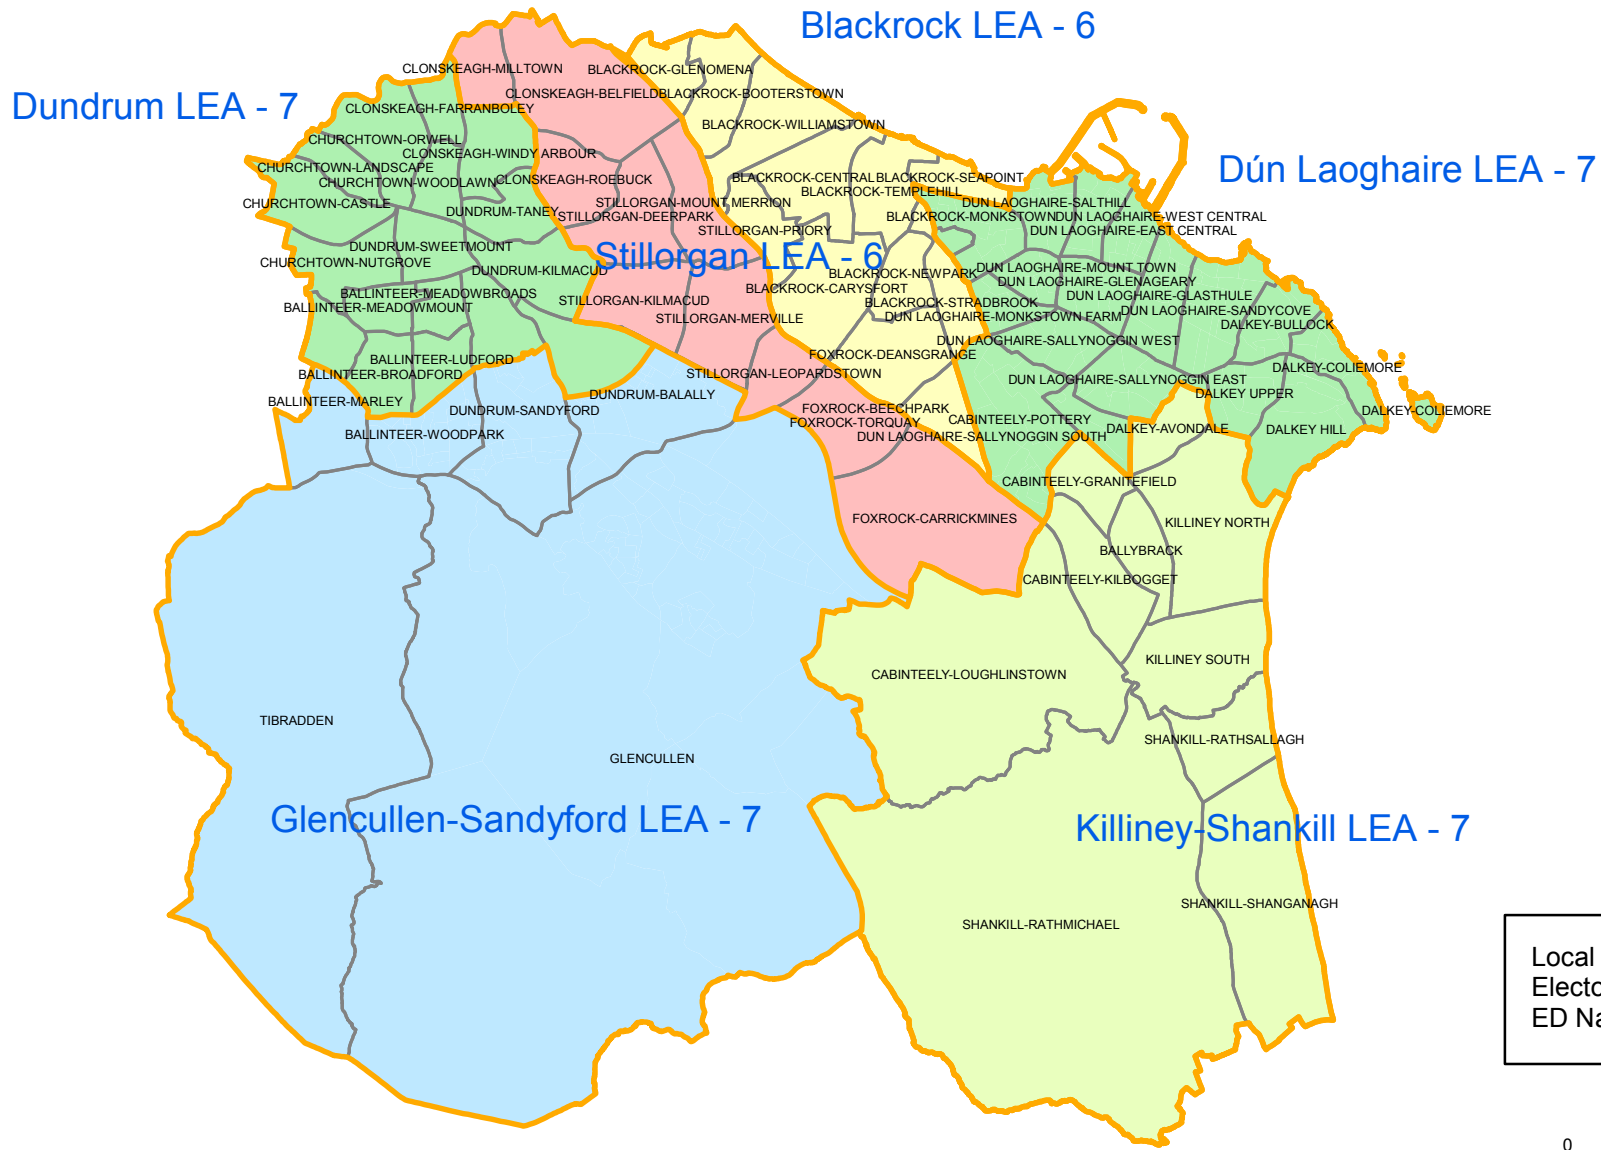 Blackrock LEA - 6
CLONSKEAGH-MILLTOWN
BLACKROCK-GLENOMENA
CLONSKEAGH-BELFIELD
BLACKROCK-BOOTERSTOWN
Dundrum LEA - 7
CLONSKEAGH-FARRANBOLEY
BLACKROCK-WILLIAMSTOWN
CHURCHTOWN-ORWELL
CLONSKEAGH-WINDY ARBOUR
CHURCHTOWN-LANDSCAPE
Dún Laoghaire LEA - 7
CHURCHTOWN-WOODLAWN
CLONSKEAGH-ROEBUCK
BLACKROCK-CENTRAL
BLACKROCK-SEAPOINT
BLACKROCK-TEMPLEHILL
CHURCHTOWN-CASTLE
STILLORGAN-MOUNT MERRION
DUN LAOGHAIRE-SALTHILL
DUNDRUM-TANEY
STILLORGAN-DEERPARK
BLACKROCK-MONKSTOWN
DUN LAOGHAIRE-WEST CENTRAL
STILLORGAN-PRIORY
DUN LAOGHAIRE-EAST CENTRAL
DUNDRUM-SWEETMOUNT
Stillorgan LEA - 6
CHURCHTOWN-NUTGROVE
DUNDRUM-KILMACUD
BLACKROCK-NEWPARK
DUN LAOGHAIRE-MOUNT TOWN
DUN LAOGHAIRE-GLENAGEARY
BLACKROCK-CARYSFORT
BALLINTEER-MEADOWBROADS
DUN LAOGHAIRE-GLASTHULE
BALLINTEER-MEADOWMOUNT
STILLORGAN-KILMACUD
BLACKROCK-STRADBROOK
DUN LAOGHAIRE-SANDYCOVE
STILLORGAN-MERVILLE
DUN LAOGHAIRE-MONKSTOWN FARM
DALKEY-BULLOCK
DUN LAOGHAIRE-SALLYNOGGIN WEST
BALLINTEER-LUDFORD
FOXROCK-DEANSGRANGE
BALLINTEER-BROADFORD
STILLORGAN-LEOPARDSTOWN
DALKEY-COLIEMORE
DUN LAOGHAIRE-SALLYNOGGIN EAST
BALLINTEER-MARLEY
DUNDRUM-BALALLY
DALKEY UPPER
DUNDRUM-SANDYFORD
FOXROCK-BEECHPARK
DALKEY-COLIEMORE
FOXROCK-TORQUAY
CABINTEELY-POTTERY
BALLINTEER-WOODPARK
DUN LAOGHAIRE-SALLYNOGGIN SOUTH
DALKEY-AVONDALE
DALKEY HILL
CABINTEELY-GRANITEFIELD
FOXROCK-CARRICKMINES
KILLINEY NORTH
BALLYBRACK
CABINTEELY-KILBOGGET
KILLINEY SOUTH
CABINTEELY-LOUGHLINSTOWN
TIBRADDEN
SHANKILL-RATHSALLAGH
GLENCULLEN
Glencullen-Sandyford LEA - 7
Killiney-Shankill LEA - 7
SHANKILL-SHANGANAGH
SHANKILL-RATHMICHAEL
Local
Electo
ED Na
0